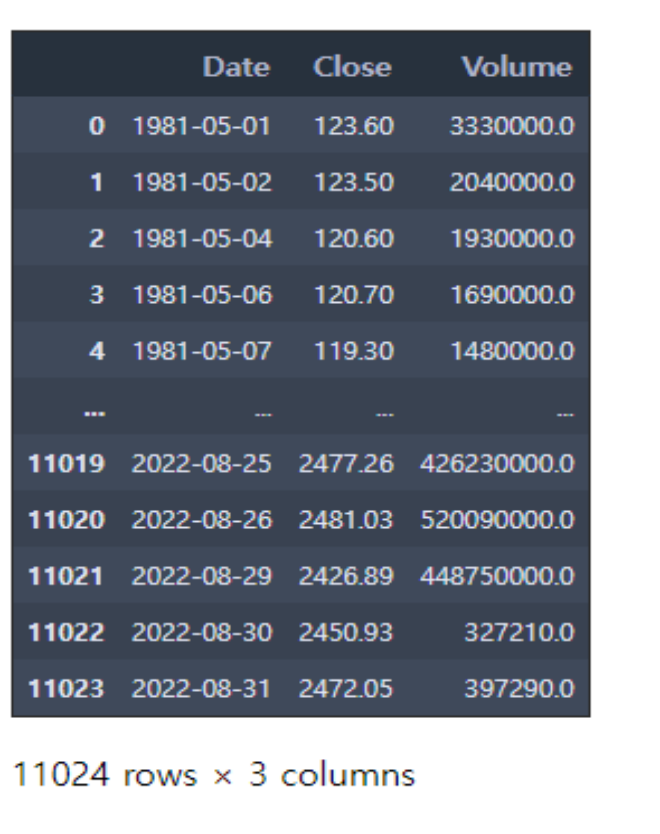 Date Close Volume
0 1981-05-01 123.60 3330000.0
1 1981-05-02 123.50 2040000.0
2 1981-05-04 120.60 1930000.0
3 1981-05-06 120.70 1690000.0
4 1981-05-07 119.30 1480000.0
... ... ... ...
11019 2022-08-25 2477.26 426230000.0
11020 2022-08-26 2481.03 520090000.0
11021 2022-08-29 2426.89 448750000.0
11022 2022-08-30 2450.93 327210.0
11023 2022-08-31 2472.05 397290.0
11024 rows × 3 columns